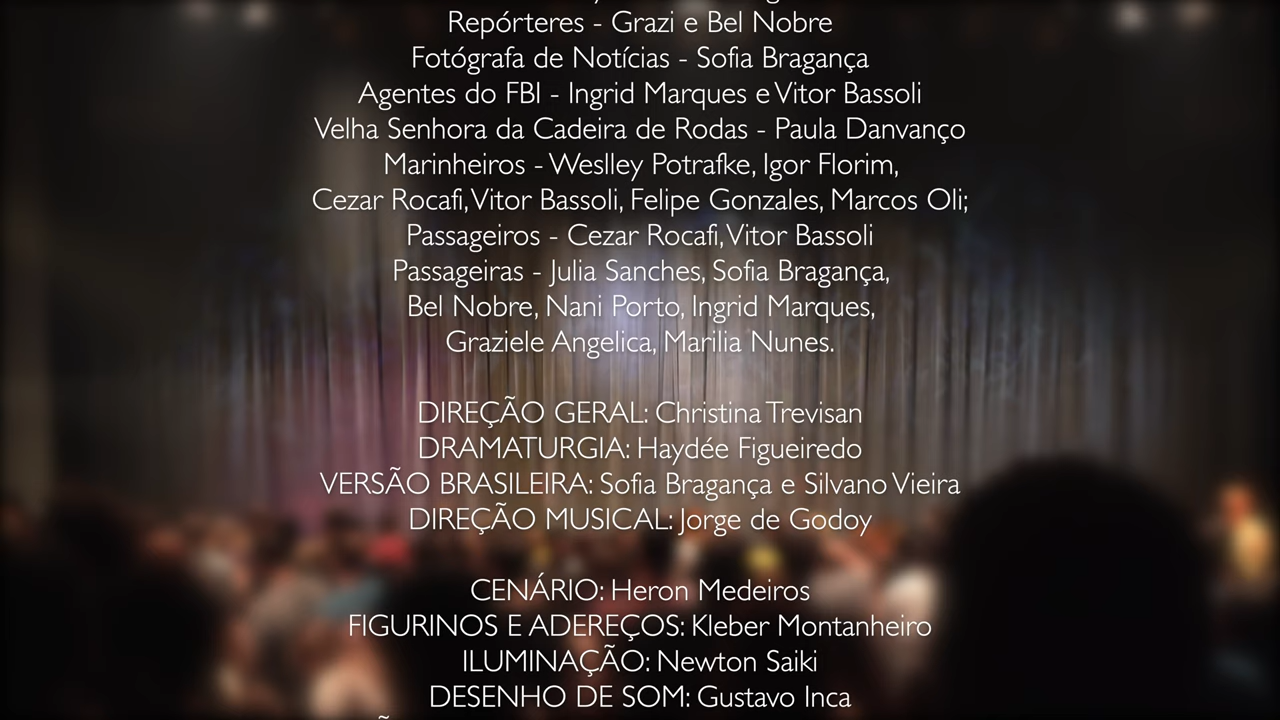 Repórteres - Grazi e Bel Nobre
Fotógrafa de Notícias - Sofia Bragança
Agentes do FBI - Ingrid Marques e Vitor Bassoli
Velha Senhora da Cadeira de Rodas - Paula Danvanço
Marinheiros - Weslley Potrafke, Igor Florim,
Cezar Rocafi, Vitor Bassoli, Felipe Gonzales, Marcos Oli;
Passageiros - Cezar Rocafi, Vitor Bassoli
Passageiras - Julia Sanches, Sofia Bragança,
Bel Nobre, Nani Porto, Ingrid Marques,
Graziele Angelica, Marilia Nunes.
DIREÇÃO GERAL: Christina Trevisan
DRAMATURGIA: Haydée Figueiredo
VERSÃO BRASILEIRA: Sofia Bragança e Silvano Vieira
DIREÇÃO MUSICAL: Jorge de Godoy
CENÁRIO: Heron Medeiros
FIGURINOS E ADEREÇOS: Kleber Montanheiro
ILUMINAÇÃO: Newton Saiki
DESENHO DE SOM: Gustavo Inca